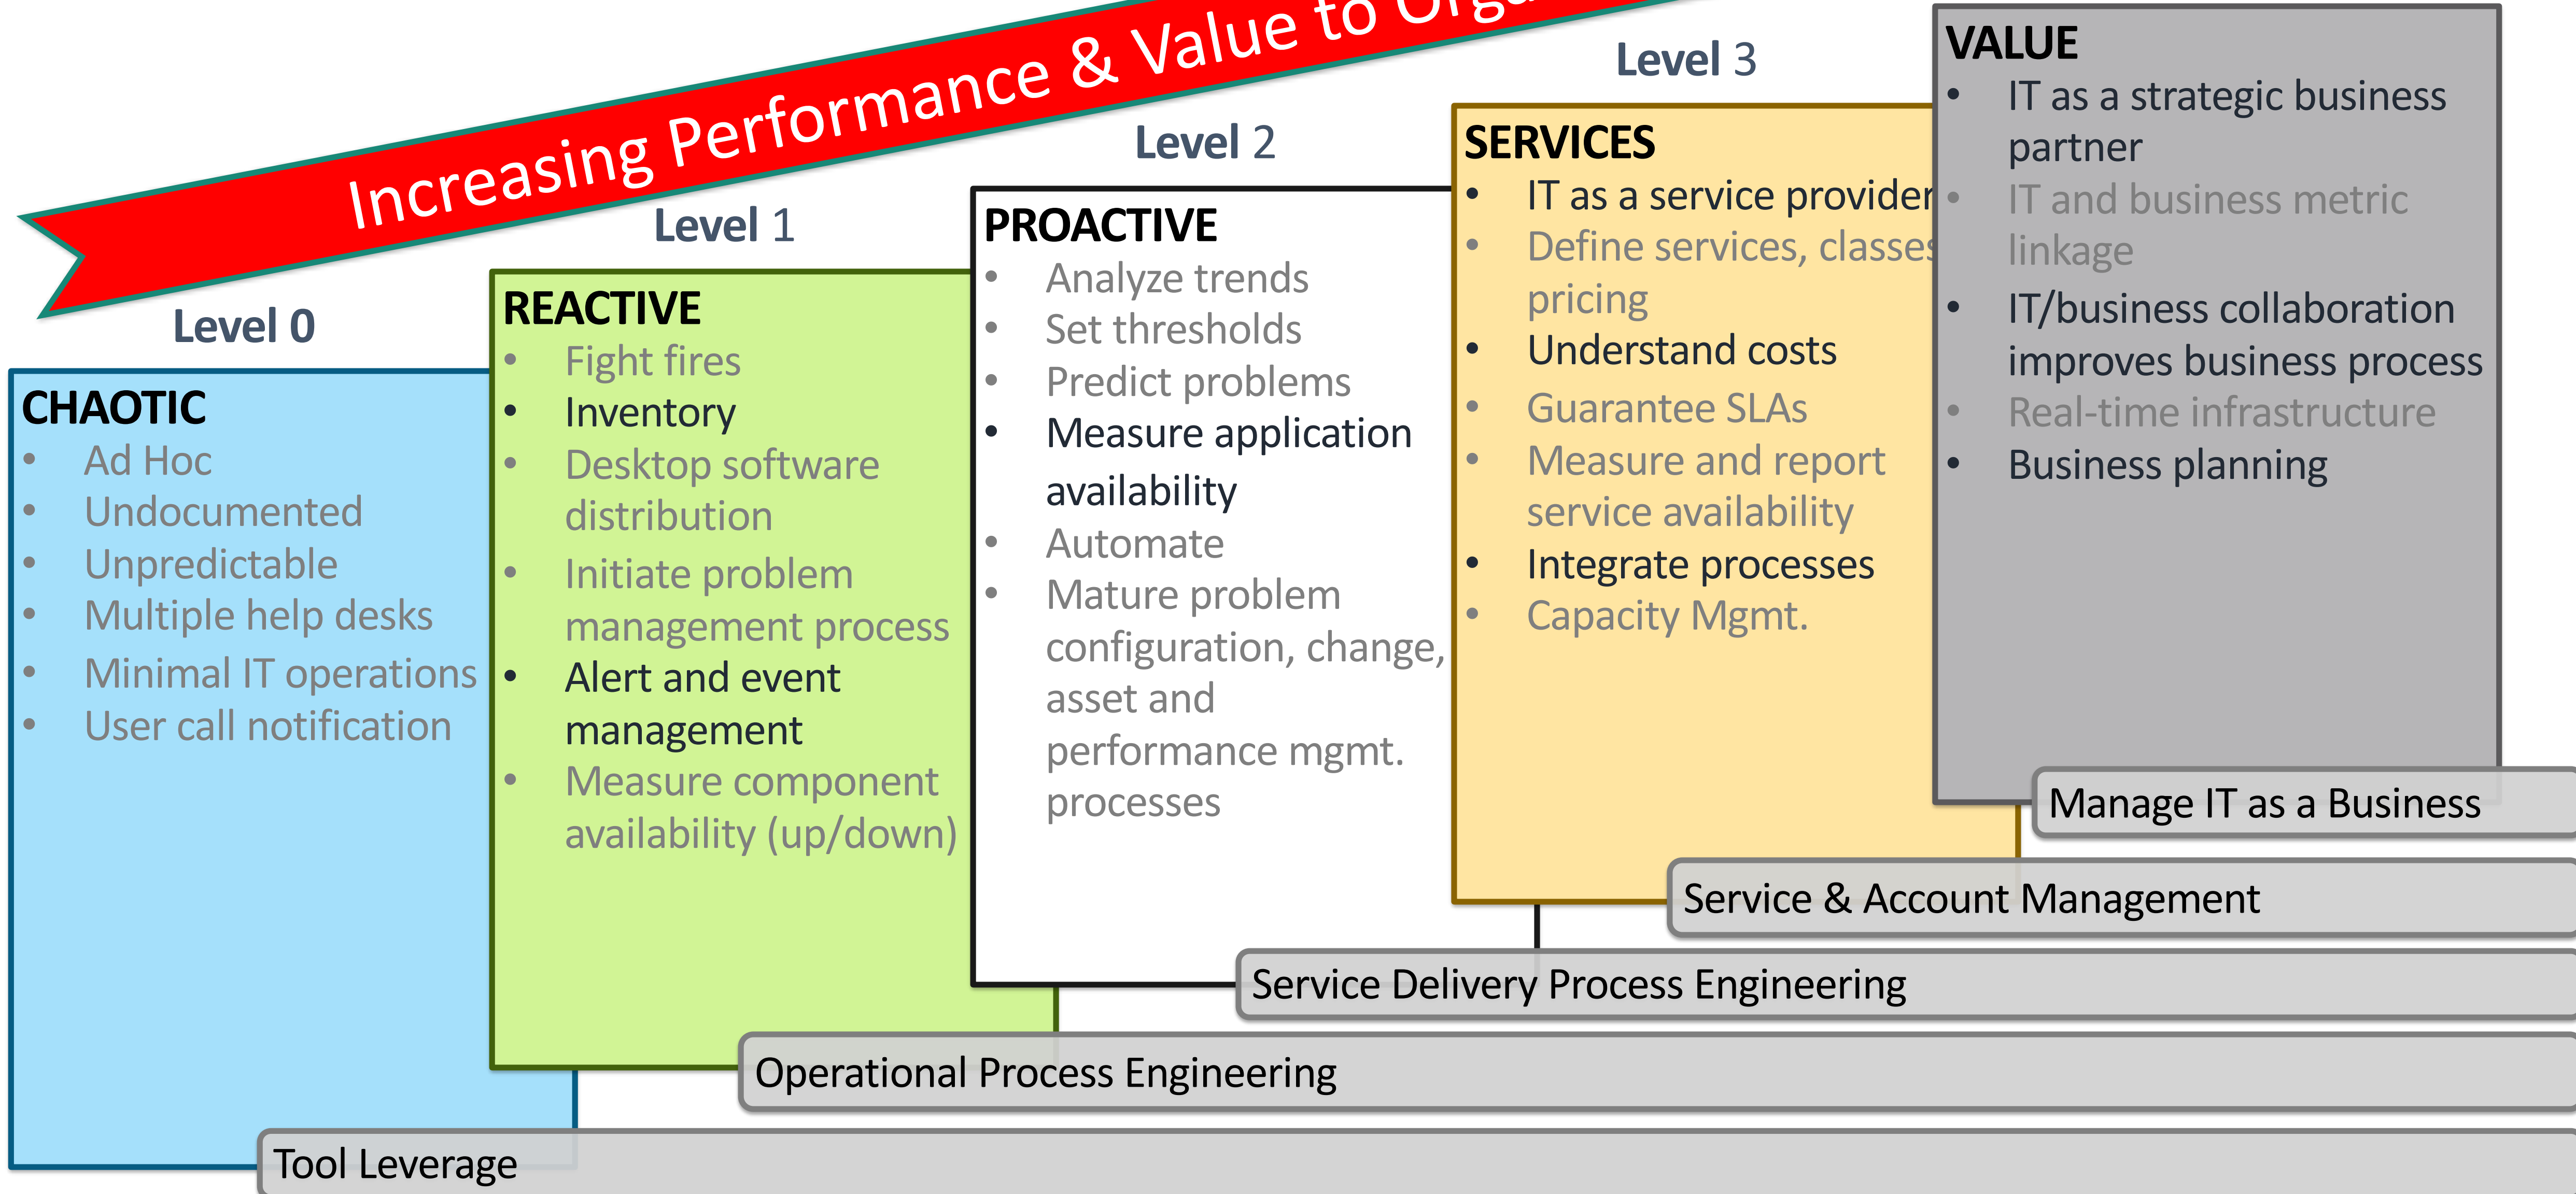 Increasing Performance & Value to
Level 0
CHAOTIC
• Ad Hoc
• Undocumented
• Unpredictable
• Multiple help desks
• Minimal IT operations
• User call notification
Level 1
REACTIVE
• Fight fires
• Inventory
• Desktop software
distribution
• Initiate problem
management process
• Alert and event
management
• Measure component
availability (up/down)
Level 2
PROACTIVE
• Analyze trends
• Set thresholds
• Predict problems
• Measure application
availability
• Automate
• Mature problem
configuration, change,
asset and
performance mgmt.
processes
Level 3
SERVICES
• IT as a service provider
• Define services, classes
pricing
• Understand costs
• Guarantee SLAs
• Measure and report
service availability
• Integrate processes
• Capacity Mgmt.
VALUE
• IT as a strategic business
partner
• IT and business metric
linkage
• IT/business collaboration
improves business process
• Real-time infrastructure
• Business planning
Manage IT as a Business
Service & Account Management
Service Delivery Process Engineering
Operational Process Engineering
Tool Leverage